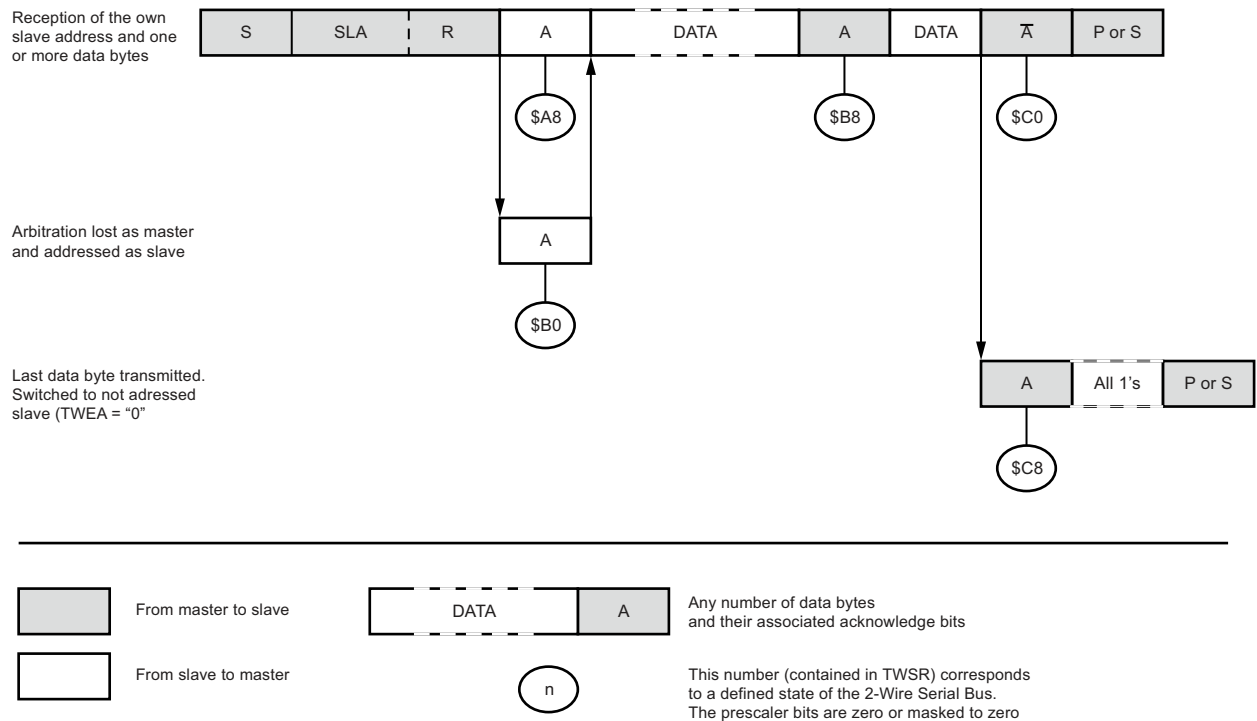 Reception of the own
slave address and one
or more data bytes
S SLA R A DATA A DATA A̅ P or S
$A8 $B8 $C0
Arbitration lost as master
and addressed as slave
A
$B0
Last data byte transmitted.
Switched to not adressed
slave (TWEA = “0”
A All 1's P or S
$C8
From master to slave
DATA A
Any number of data bytes
and their associated acknowledge bits
From slave to master
n
This number (contained in TWSR) corresponds
to a defined state of the 2-Wire Serial Bus.
The prescaler bits are zero or masked to zero